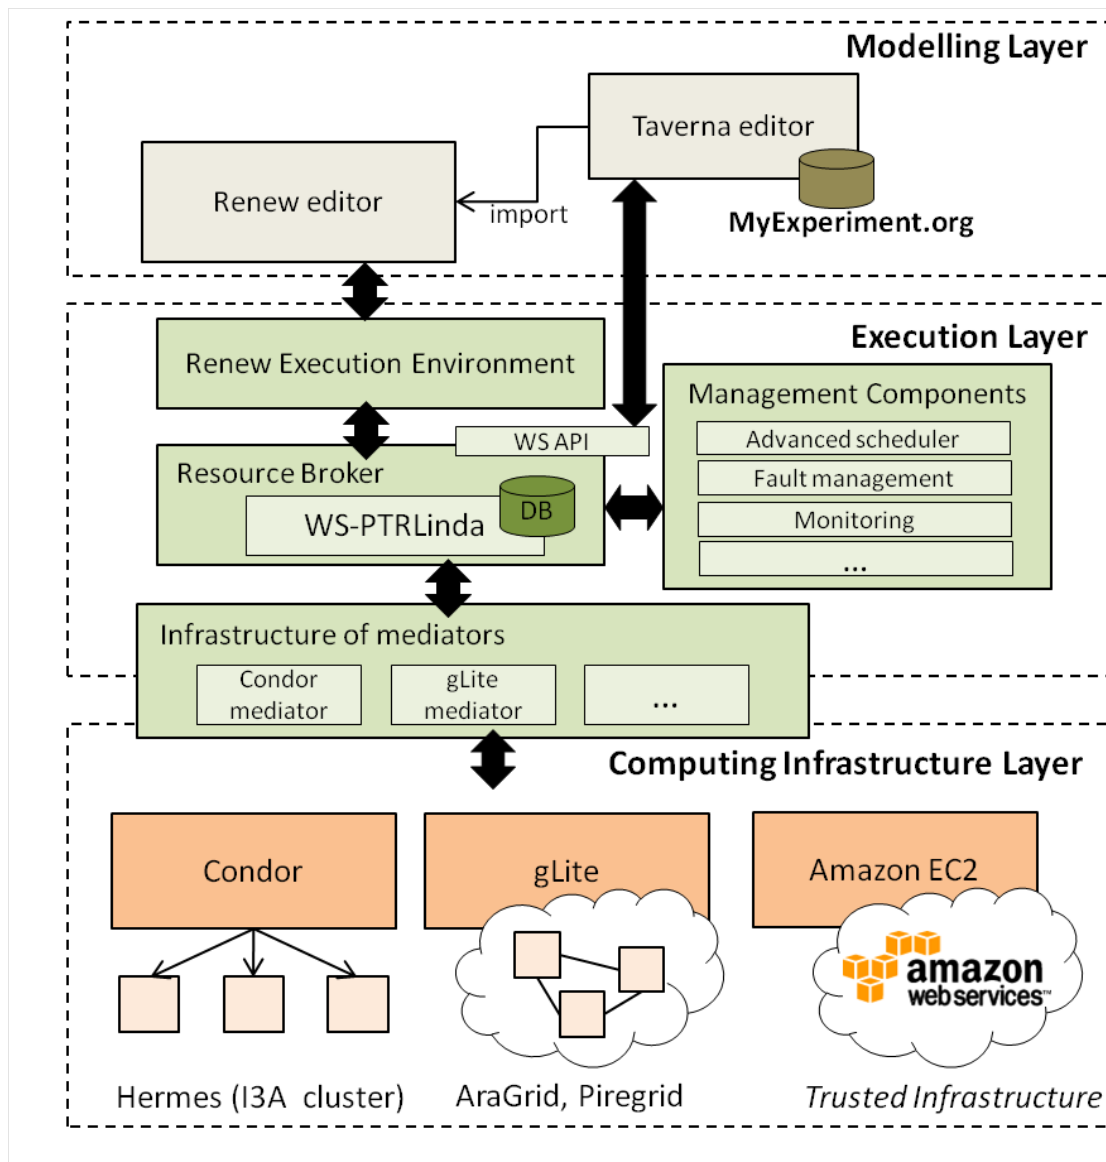 Modelling Layer
Taverna editor
Renew editor
import
MyExperiment.org
Execution Layer
Renew Execution Environment
Management Components
WS API
Advanced scheduler
Resource Broker
Fault management
DB
WS-PTRLinda
Monitoring
...
Infrastructure of mediators
Condor
mediator
gLite
mediator
...
Computing Infrastructure Layer
Condor
gLite
Amazon EC2
amazon
webservices™
Hermes (I3A cluster)
AraGrid, Piregrid
Trusted Infrastructure